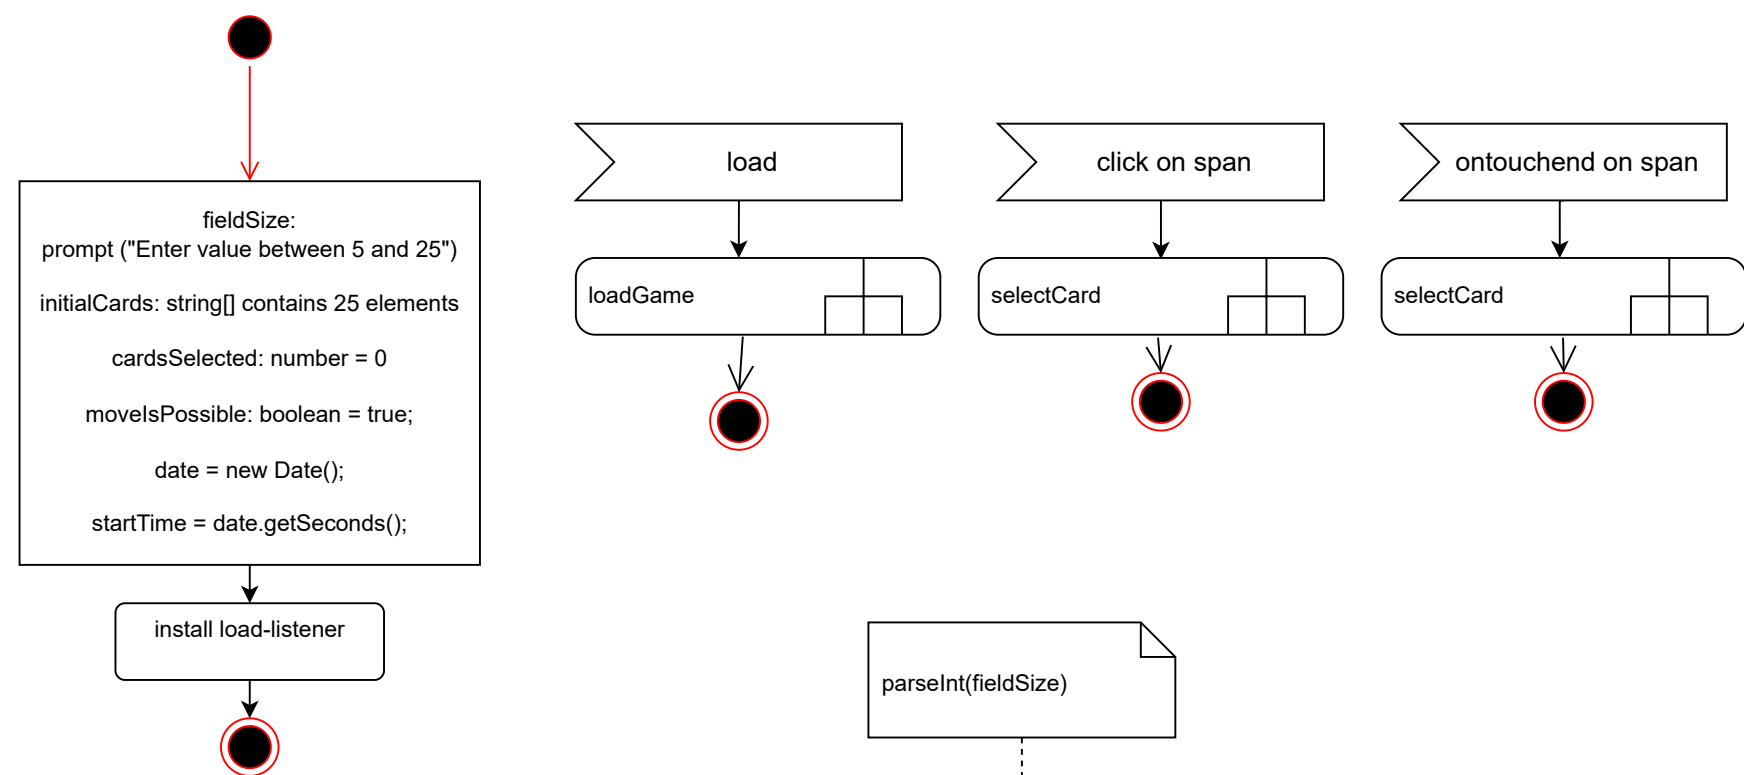 fieldSize:
prompt ("Enter value between 5 and 25")
initialCards: string[] contains 25 elements
cardsSelected: number = 0
moveIsPossible: boolean = true;
date = new Date();
startTime = date.getSeconds();
install load-listener
load
loadGame
click on span
selectCard
ontouchend on span
selectCard
parseInt(fieldSize)